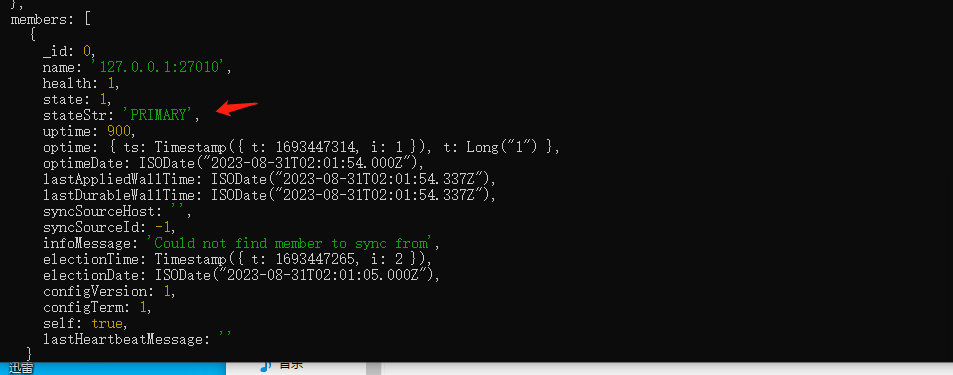 },
members: [
{
_id: 0,
name: '127.0.0.1:27010',
health: 1,
state: 1,
stateStr: 'PRIMARY',
uptime: 900,
optime: { ts: Timestamp({ t: 1693447314, i: 1 }), t: Long("1") },
optimeDate: ISODate("2023-08-31T02:01:54.000Z"),
lastAppliedWallTime: ISODate("2023-08-31T02:01:54.337Z"),
lastDurableWallTime: ISODate("2023-08-31T02:01:54.337Z"),
syncSourceHost: '',
syncSourceId: -1,
infoMessage: 'Could not find member to sync from',
electionTime: Timestamp({ t: 1693447265, i: 2 }),
electionDate: ISODate("2023-08-31T02:01:05.000Z"),
configVersion: 1,
configTerm: 1,
self: true,
lastHeartbeatMessage: ''
}
迅雷
音乐